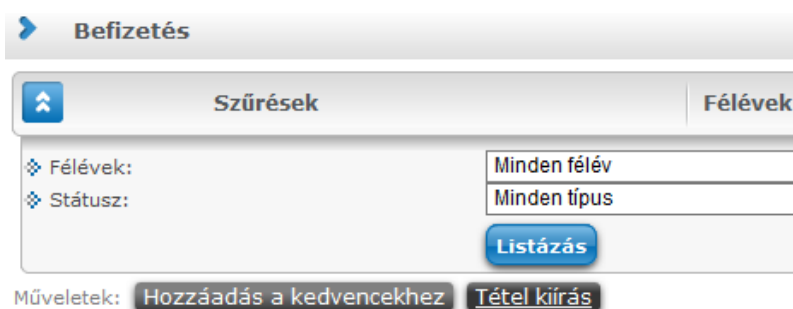 Befizetés
Szűrések Félévek
Félévek: Minden félév
Státusz: Minden típus
Listázás
Műveletek: Hozzáadás a kedvencekhez Tétel kiírás